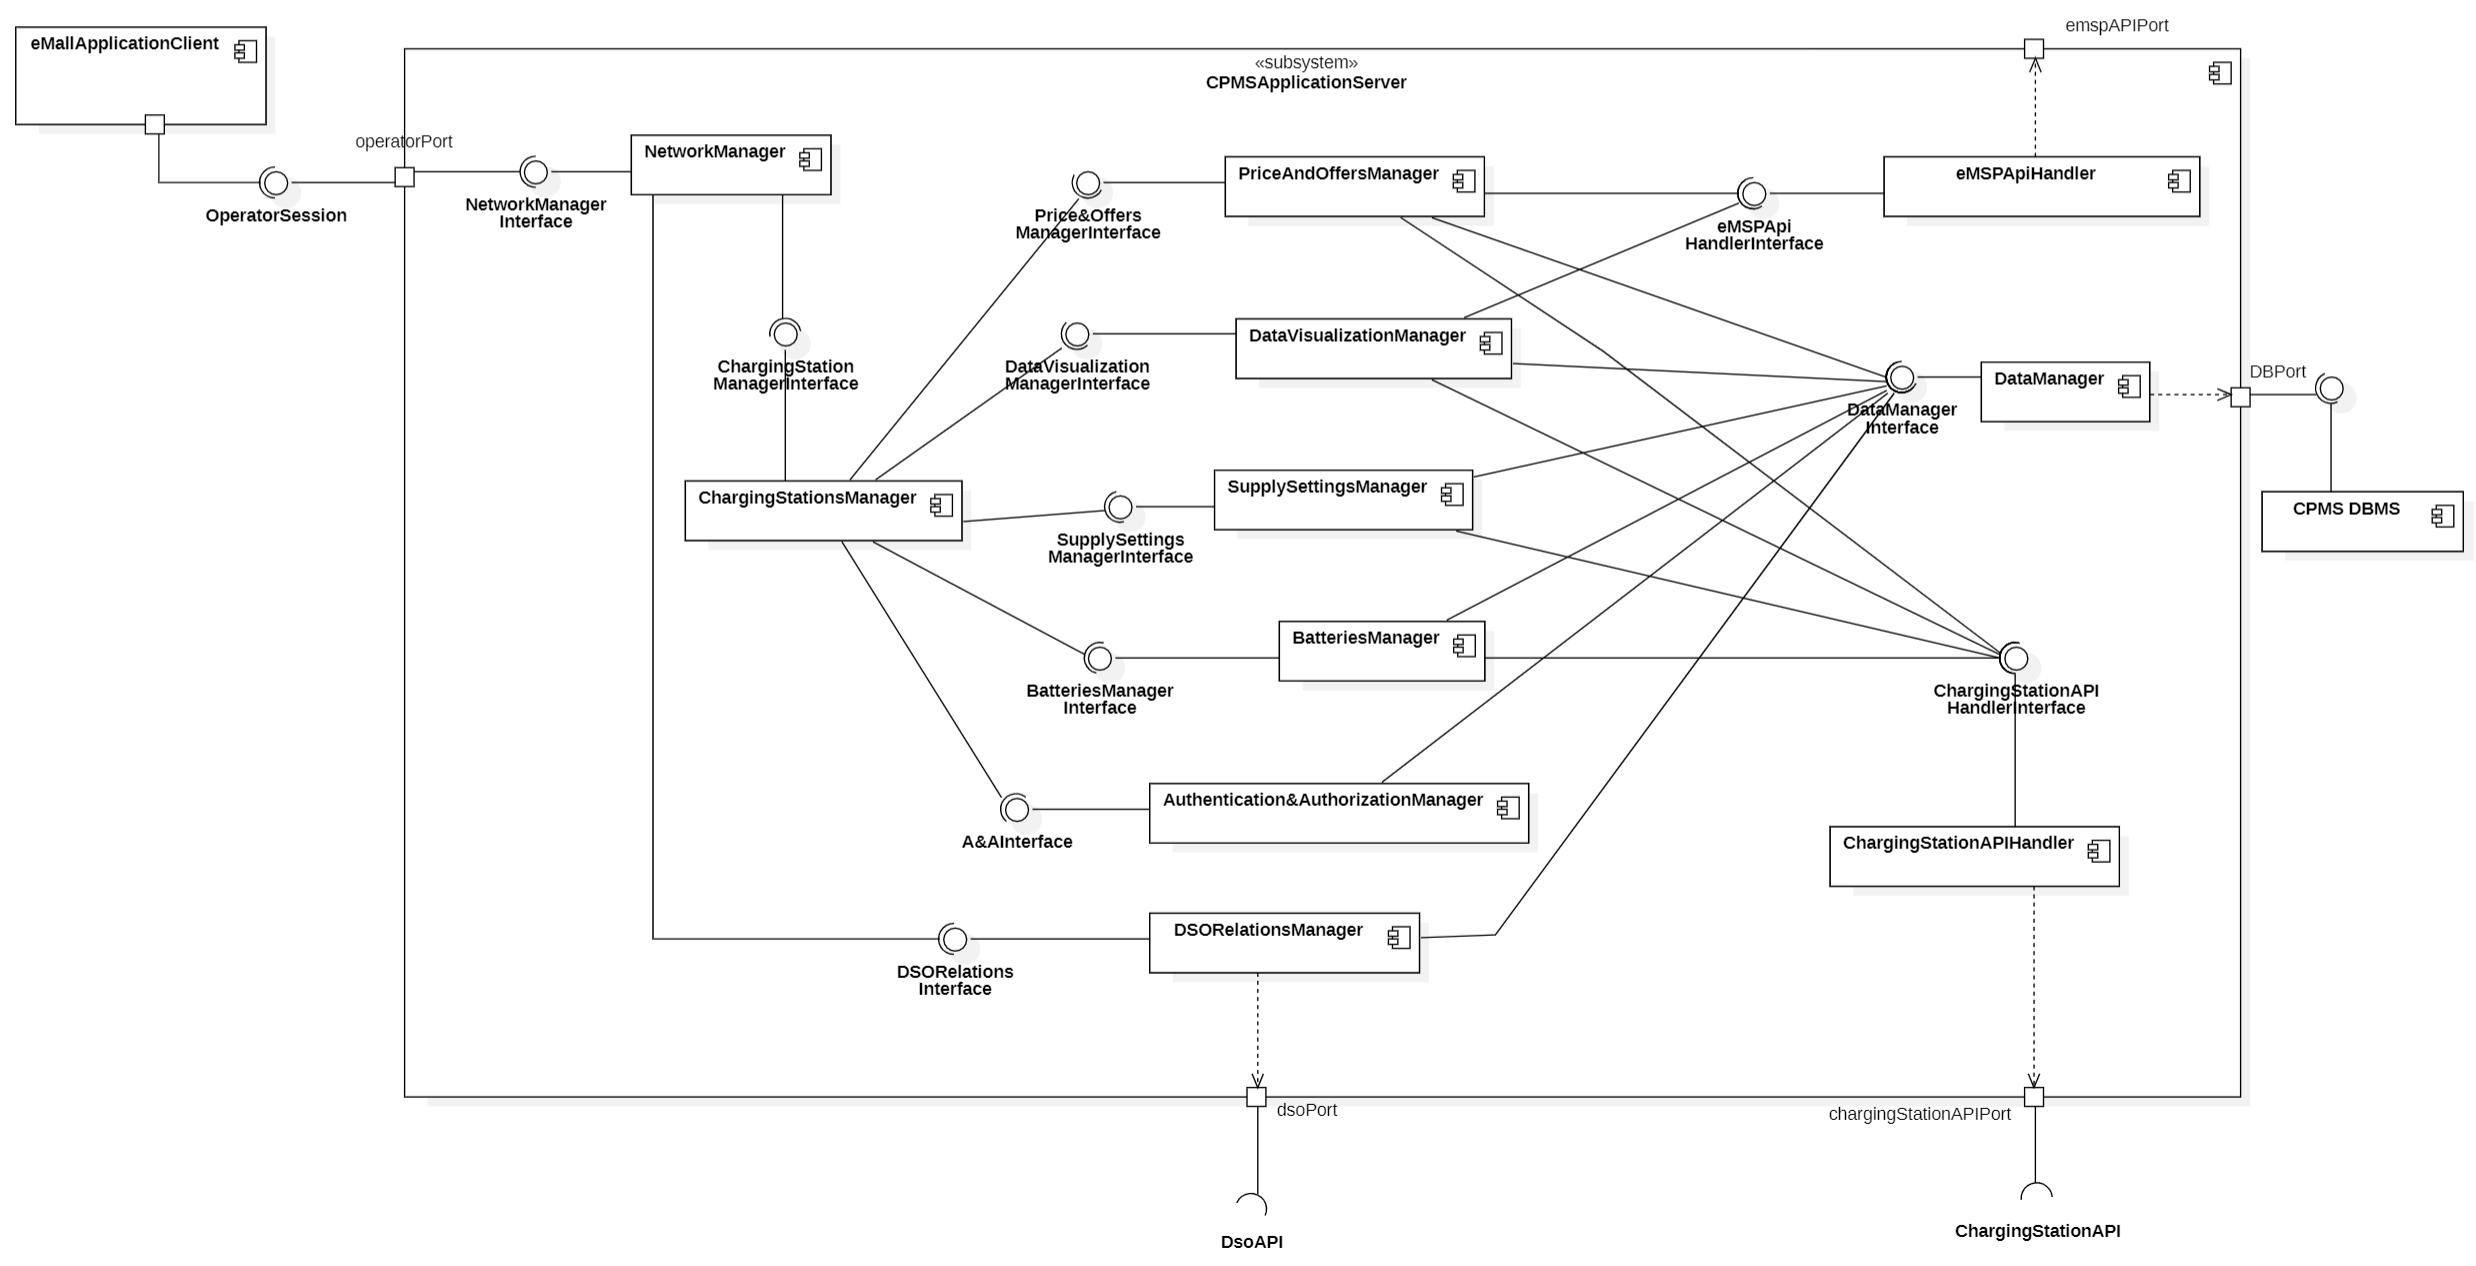 emspAPIPort
eMallApplicationClient
«subsystem»
CPMSApplicationServer
operatorPort
NetworkManager
PriceAndOffersManager
eMSPApiHandler
OperatorSession
NetworkManager
Interface
Price&Offers
ManagerInterface
eMSPApi
HandlerInterface
DataVisualizationManager
ChargingStation
ManagerInterface
DataVisualization
ManagerInterface
DataManager
DBPort
DataManager
Interface
ChargingStationsManager
SupplySettingsManager
CPMS DBMS
SupplySettings
ManagerInterface
BatteriesManager
BatteriesManager
Interface
ChargingStationAPI
HandlerInterface
Authentication&AuthorizationManager
A&AInterface
ChargingStationAPIHandler
DSORelationsManager
DSORelations
Interface
dsoPort
chargingStationAPIPort
DsoAPI
ChargingStationAPI